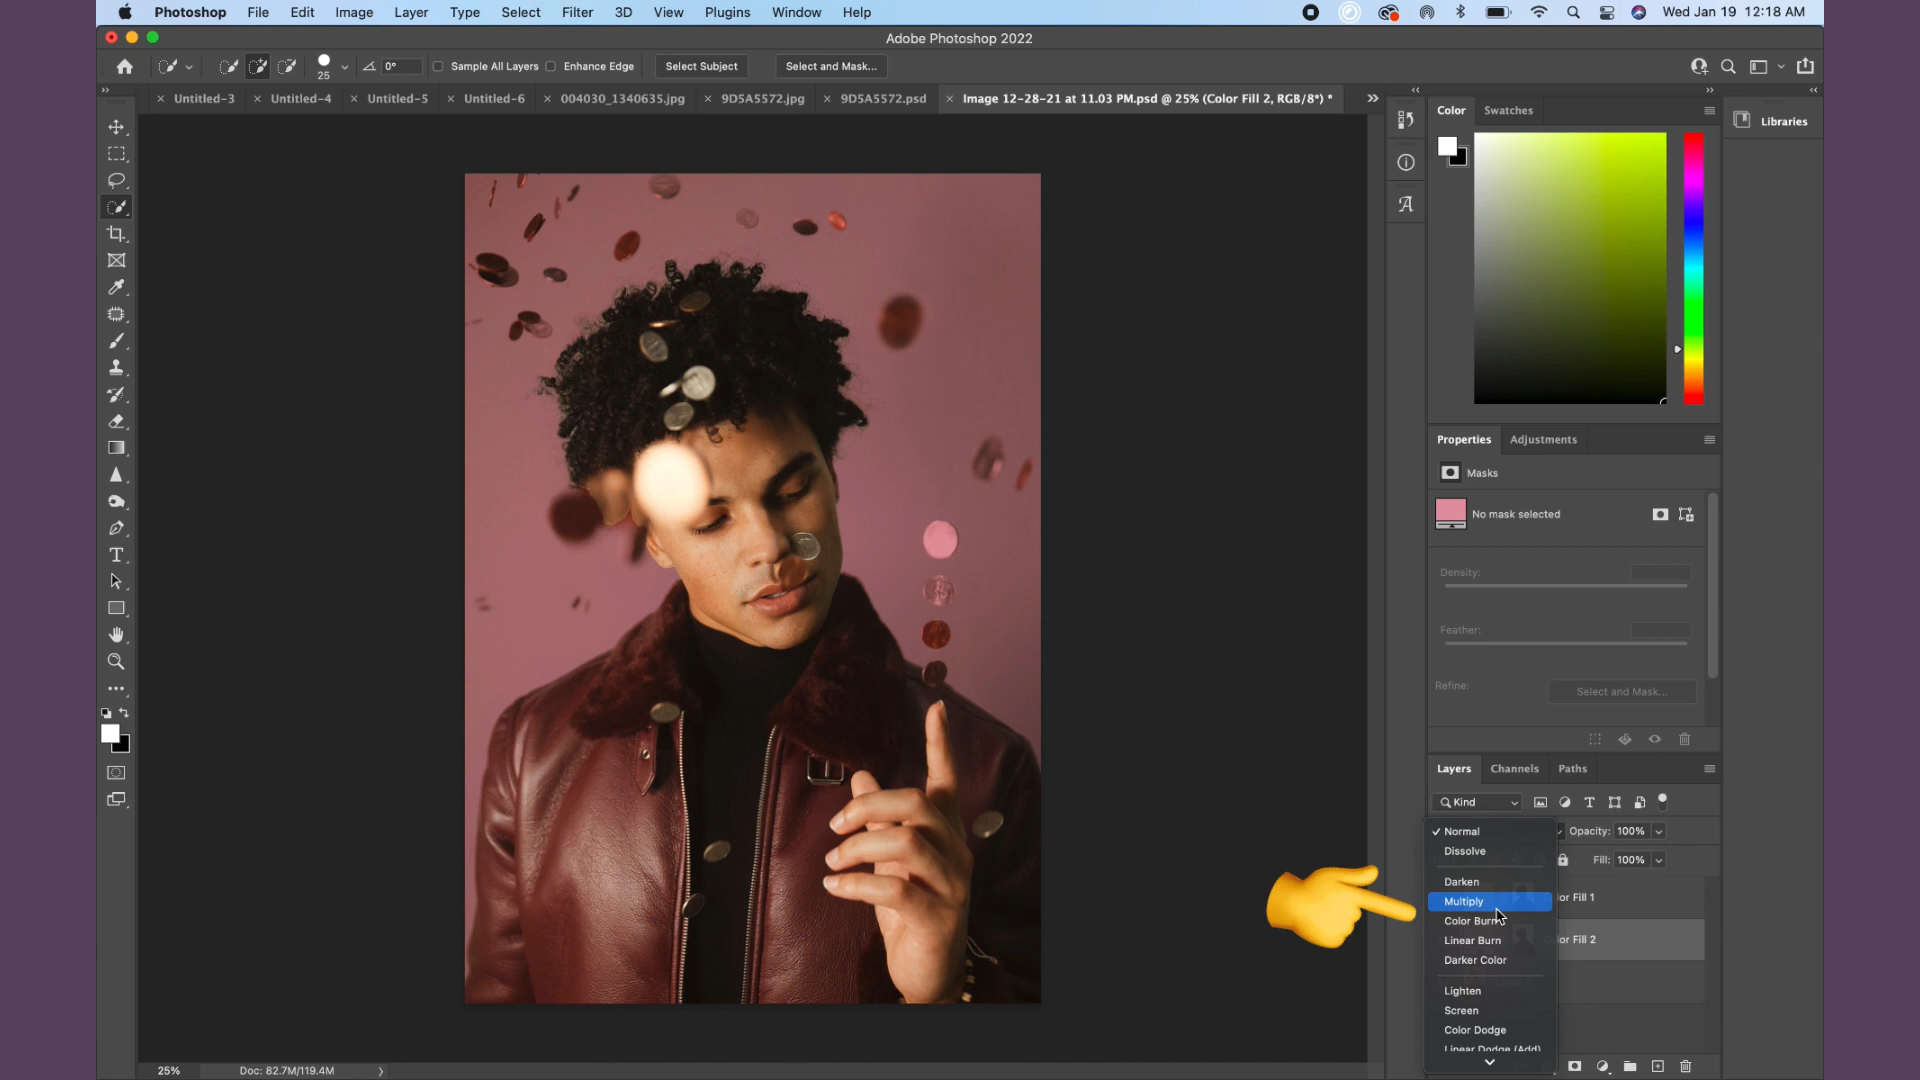 Photoshop File Edit Image Layer Type Select Filter 3D View Plugins Window Help Wed Jan 19 12:18 AM
Adobe Photoshop 2022
25 0° Sample All Layers Enhance Edge Select Subject Select and Mask...
Untitled-3 Untitled-4 Untitled-5 Untitled-6 004030_1340635.jpg 9D5A5572.jpg 9D5A5572.psd Image 12-28-21 at 11.03 PM.psd @ 25% (Color Fill 2, RGB/8*) *
Color Swatches
Libraries
Properties Adjustments
Masks
No mask selected
Density:
Feather:
Refine: Select and Mask...
Layers Channels Paths
Kind
Normal Opacity: 100%
Dissolve
Fill: 100%
Darken
lor Fill 1
Multiply
Color Burn
lor Fill 2
Linear Burn
Darker Color
Lighten
Screen
Color Dodge
Linear Dodge (Add)
25% Doc: 82.7M/119.4M